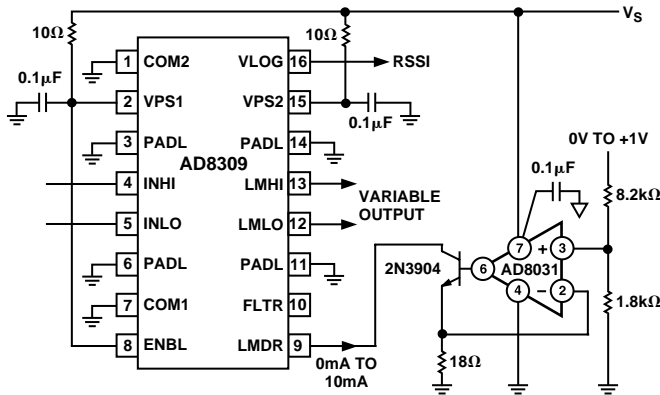 V_S
10Ω
10Ω
0.1μF
1 COM2 VLOG 16 RSSI
2 VPS1 VPS2 15
0.1μF
3 PADL PADL 14
AD8309
4 INHI LMHI 13
VARIABLE
OUTPUT
5 INLO LMLO 12
6 PADL PADL 11
7 COM1 FLTR 10
8 ENBL LMDR 9
0mA TO
10mA
2N3904
18Ω
0V TO +1V
0.1μF
8.2kΩ
7 + 3
6 AD8031
4 – 2
1.8kΩ